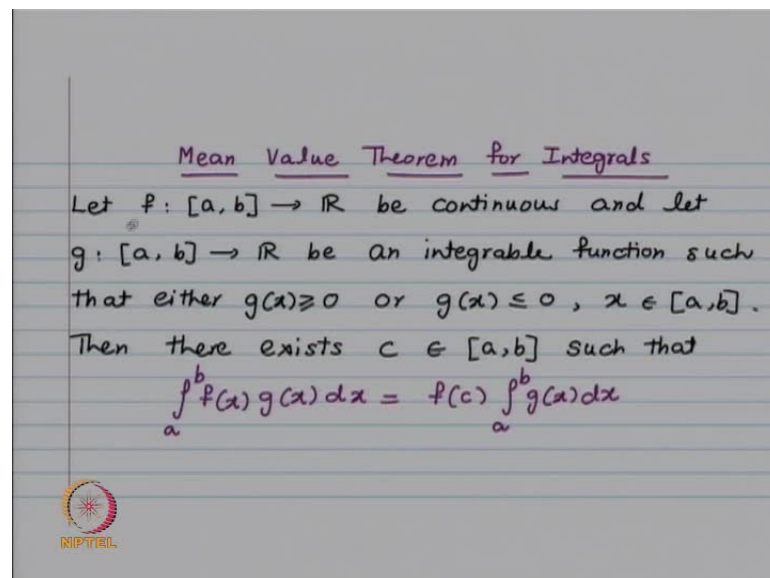 Mean Value Theorem for Integrals
Let f : [a, b] → ℝ be continuous and let
g : [a, b] → ℝ be an integrable function such
that either g(x) ≥ 0 or g(x) ≤ 0, x ∈ [a, b].
Then there exists c ∈ [a, b] such that
∫_a^b f(x) g(x) dx = f(c) ∫_a^b g(x) dx
NPTEL